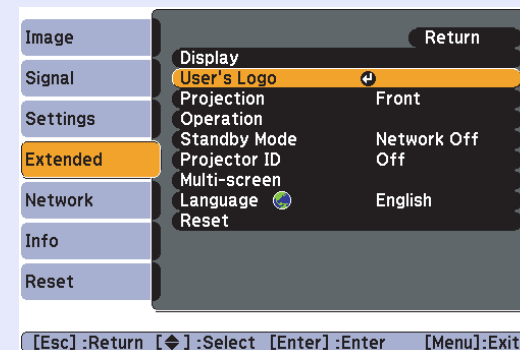 Image
Signal
Settings
Extended
Network
Info
Reset
Return
Display
User's Logo
Projection Front
Operation
Standby Mode Network Off
Projector ID Off
Multi-screen
Language English
Reset
[Esc] :Return [◆] :Select [Enter] :Enter [Menu]:Exit